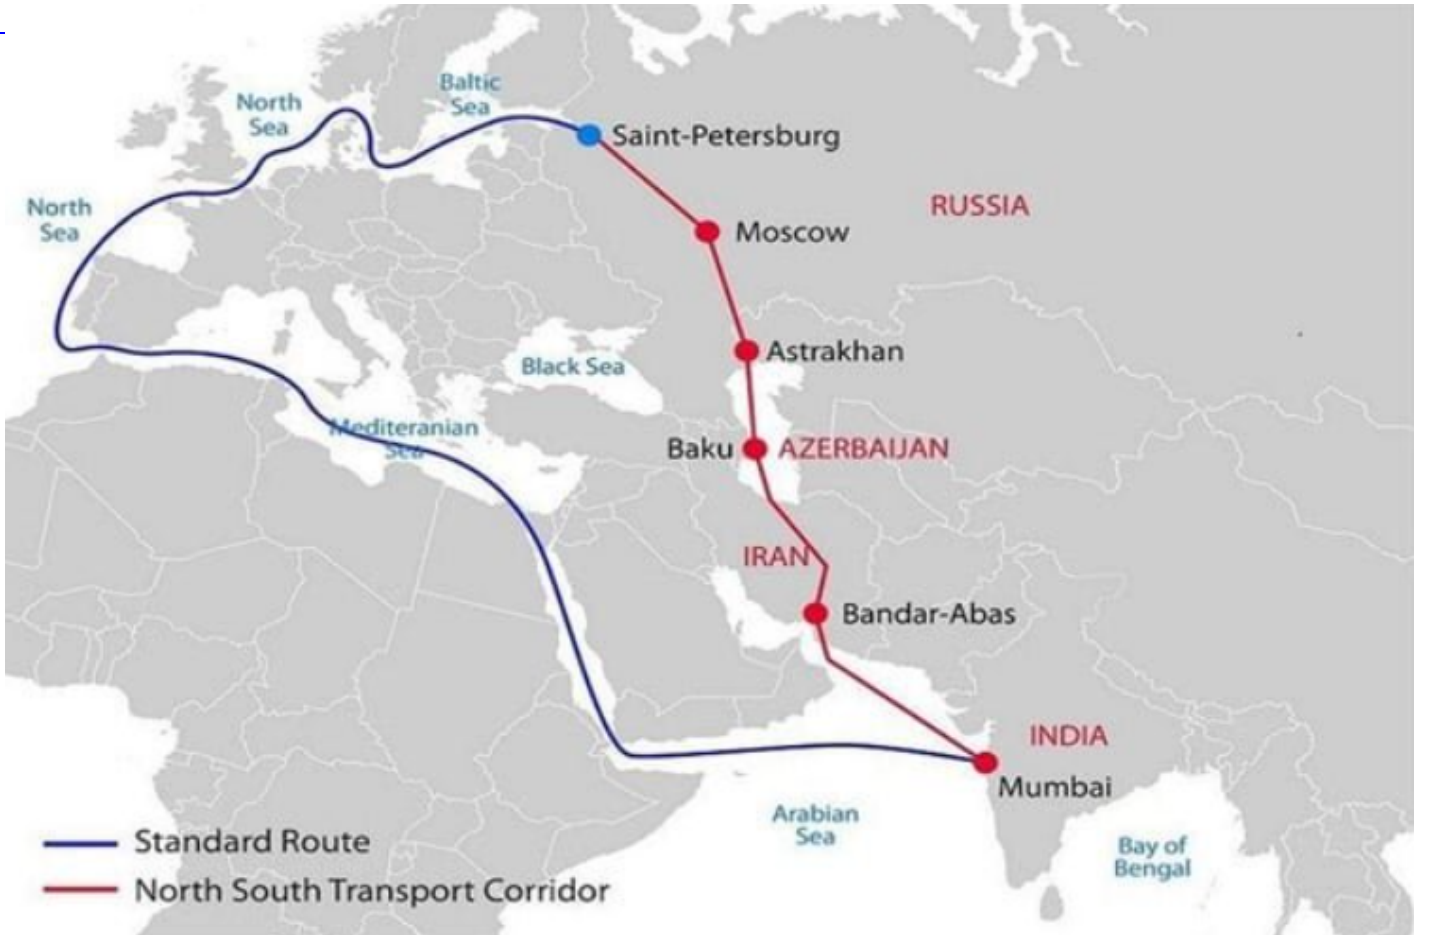 Baltic
Sea
North
Sea
Saint-Petersburg
North
Sea
RUSSIA
Moscow
Astrakhan
Black Sea
Mediteranian
Sea
Baku
AZERBAIJAN
IRAN
Bandar-Abas
INDIA
Mumbai
Arabian
Sea
Bay of
Bengal
Standard Route
North South Transport Corridor